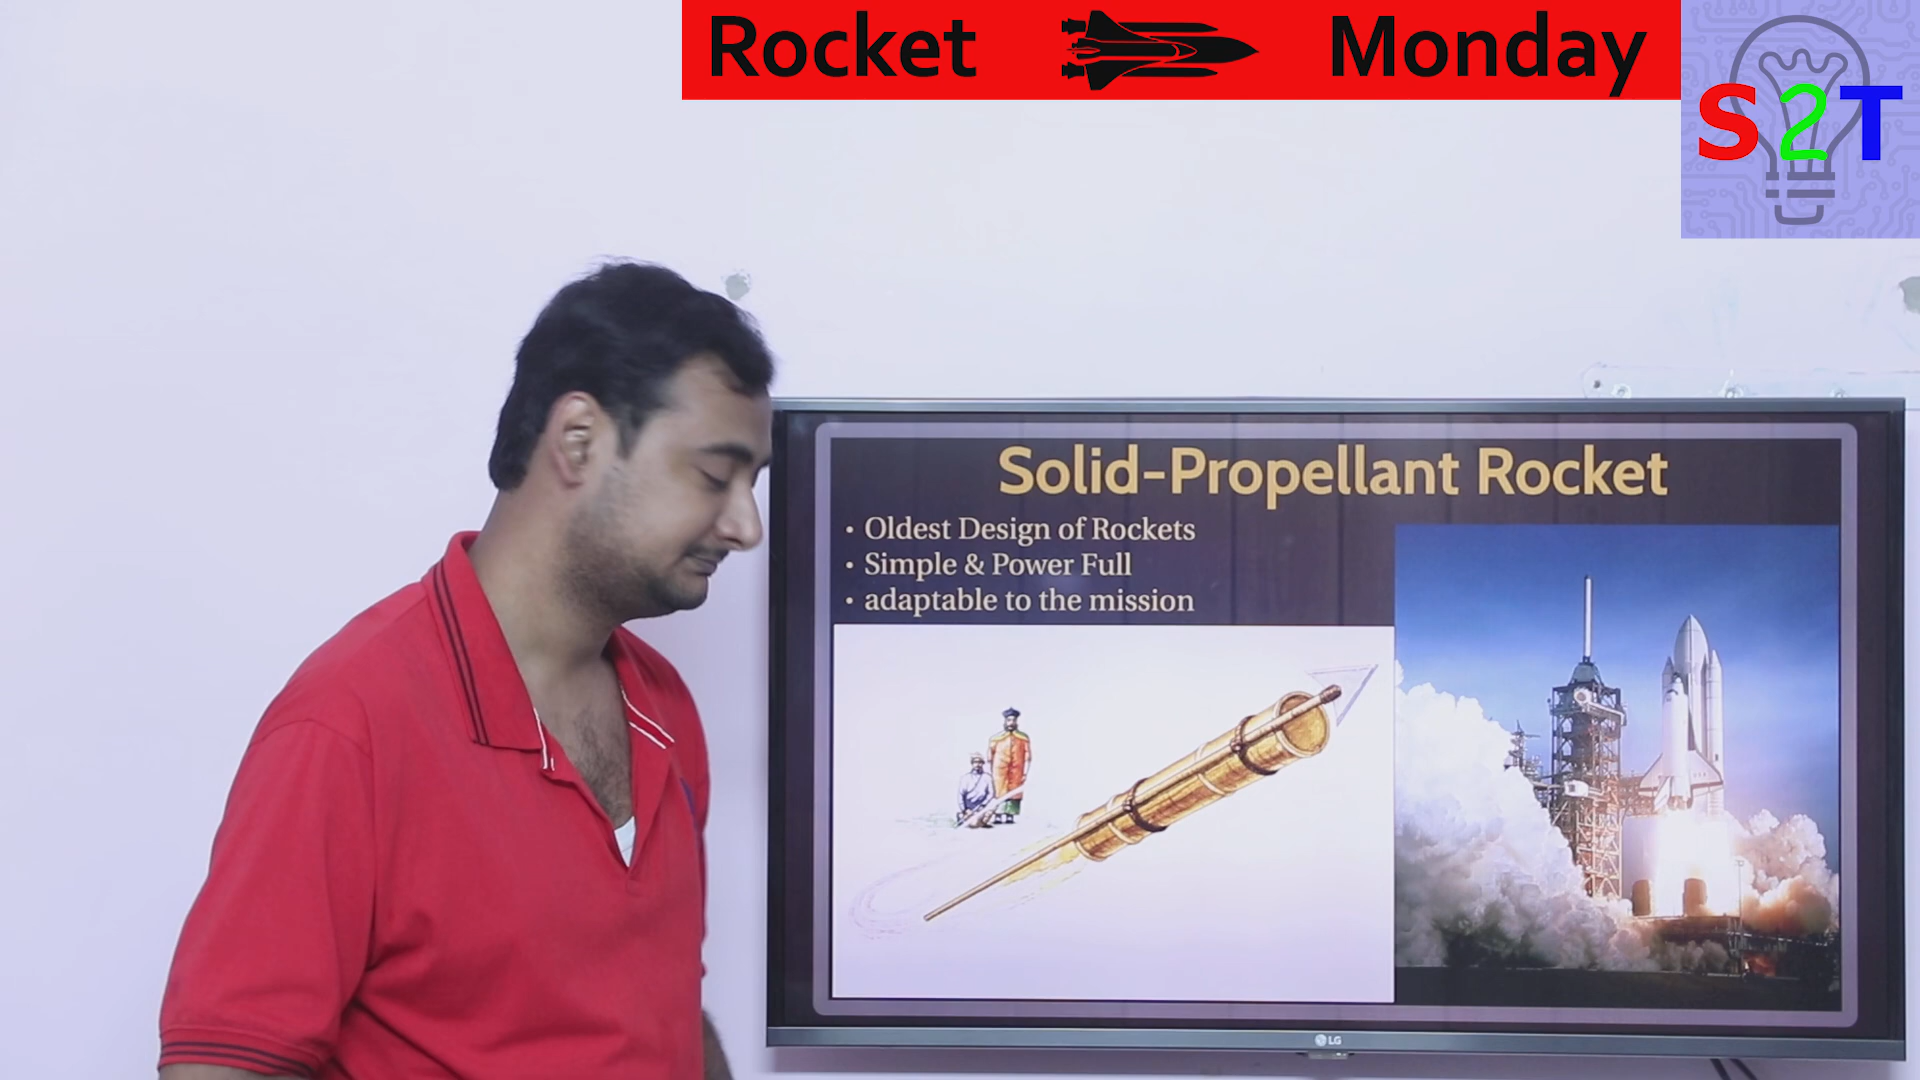 Rocket Monday
S2T
Solid-Propellant Rocket
• Oldest Design of Rockets
• Simple & Power Full
• adaptable to the mission
LG